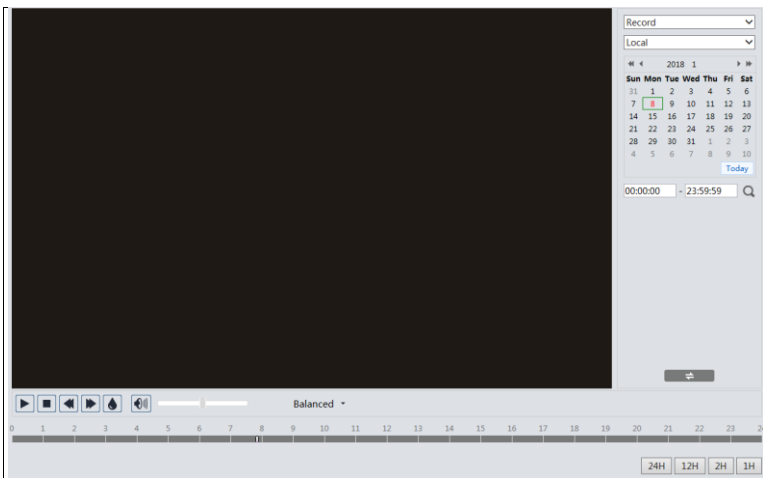 Record
Local
2018 1
Sun Mon Tue Wed Thu Fri Sat
31 1 2 3 4 5 6
7 8 9 10 11 12 13
14 15 16 17 18 19 20
21 22 23 24 25 26 27
28 29 30 31 1 2 3
4 5 6 7 8 9 10
Today
00:00:00 - 23:59:59
Balanced
0 1 2 3 4 5 6 7 8 9 10 11 12 13 14 15 16 17 18 19 20 21 22 23 2
24H 12H 2H 1H